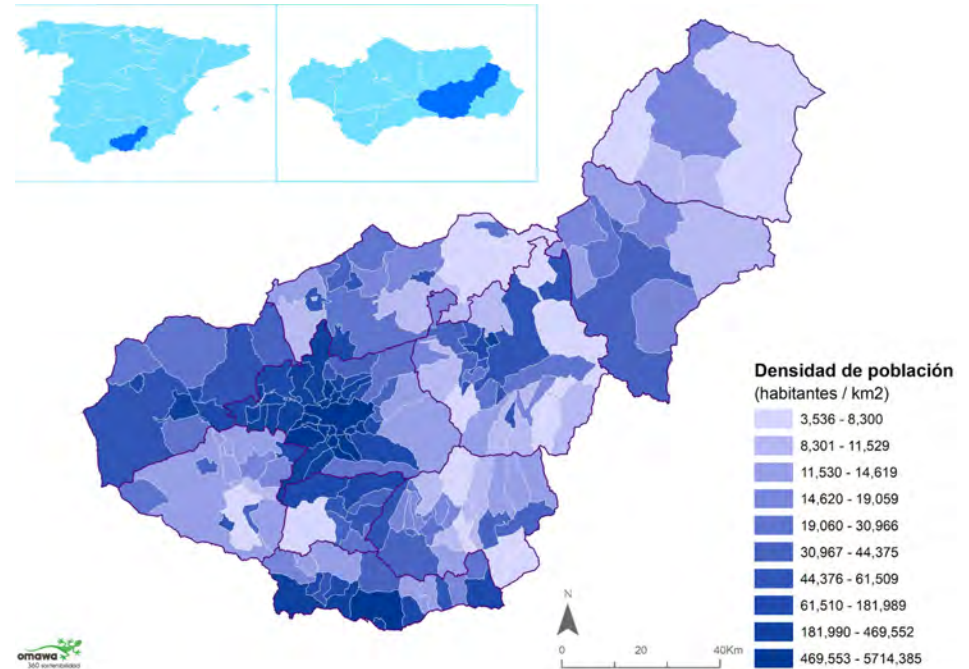 Densidad de población
(habitantes / km2)
3,536 - 8,300
8,301 - 11,529
11,530 - 14,619
14,620 - 19,059
19,060 - 30,966
30,967 - 44,375
44,376 - 61,509
61,510 - 181,989
181,990 - 469,552
469,553 - 5714,385
N
0 20 40Km
omawa
360 sostenibilidad